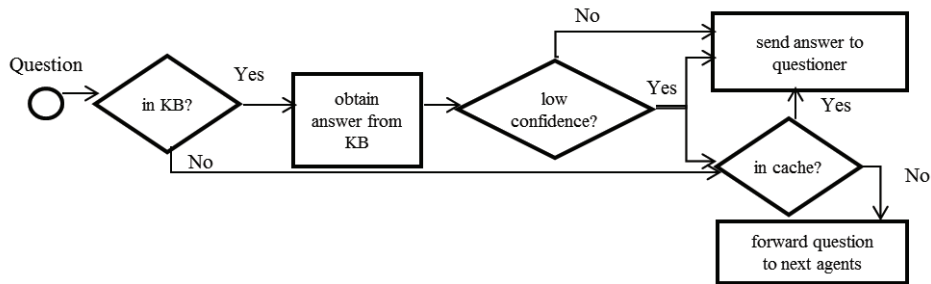 Question
in KB?
Yes
No
obtain
answer from
KB
low
confidence?
No
Yes
send answer to
questioner
in cache?
Yes
No
forward question
to next agents